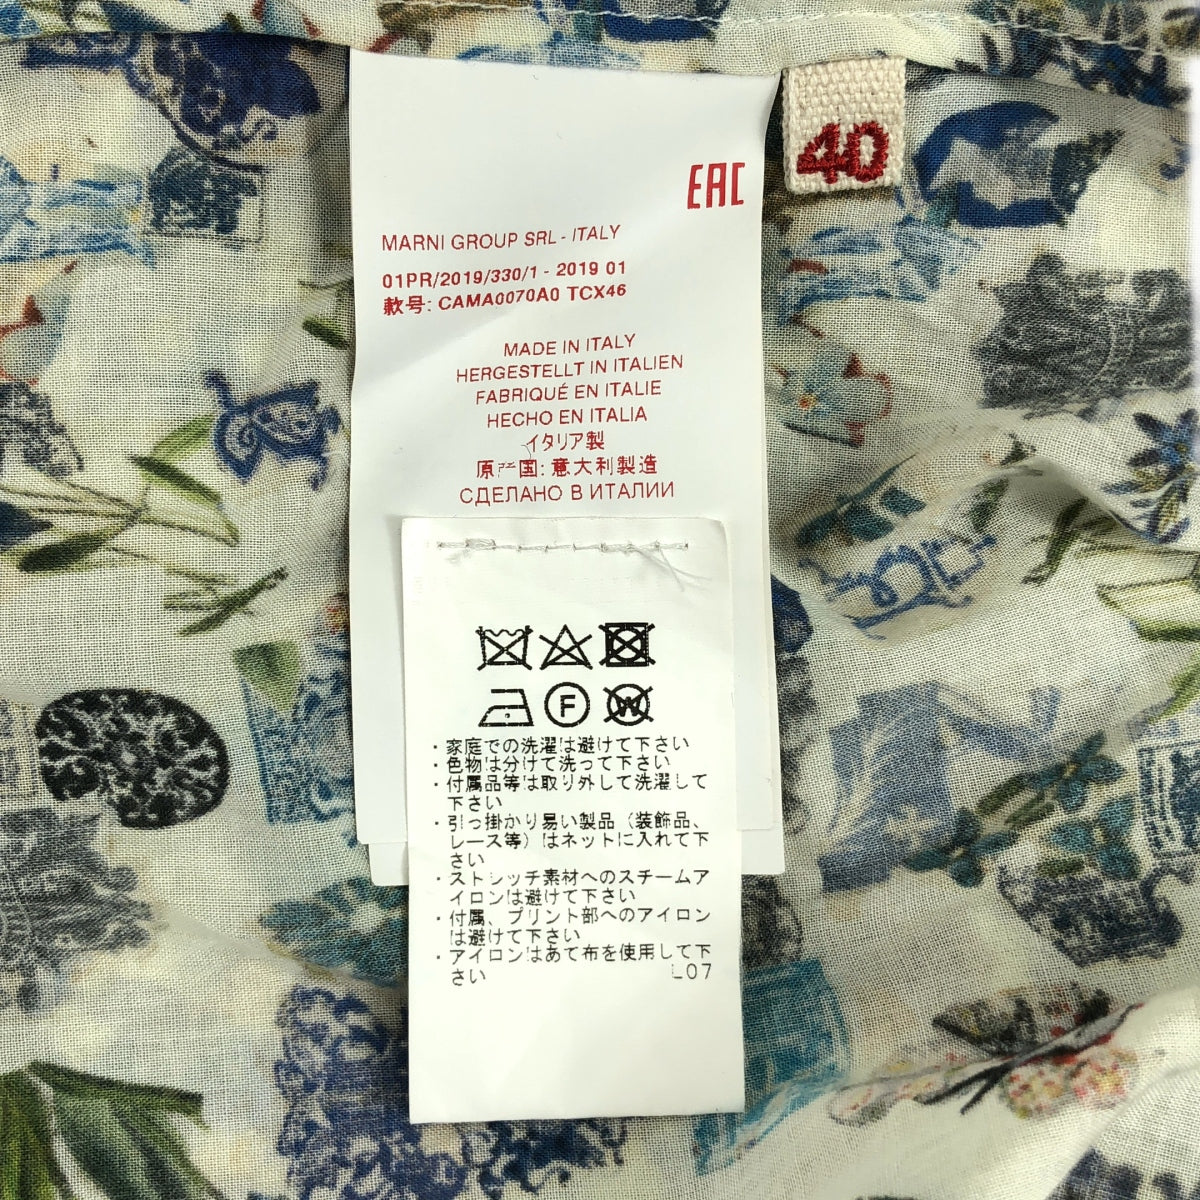 40
EAC
MARNI GROUP SRL - ITALY
01PR/2019/330/1 - 2019 01
款号: CAMA0070A0 TCX46
MADE IN ITALY
HERGESTELLT IN ITALIEN
FABRIQUÉ EN ITALIE
HECHO EN ITALIA
イタリア製
原产国: 意大利製造
СДЕЛАНО В ИТАЛИИ
F W
・家庭での洗濯は避けて下さい
・色物は分けて洗って下さい
・付属品等は取り外して洗濯して
下さい
・引っ掛かり易い製品（装飾品、
レース等）はネットに入れて下
さい
・ストレッチ素材へのスチームア
イロンは避けて下さい
・付属、プリント部へのアイロン
は避けて下さい
・アイロンはあて布を使用して下
さい L07